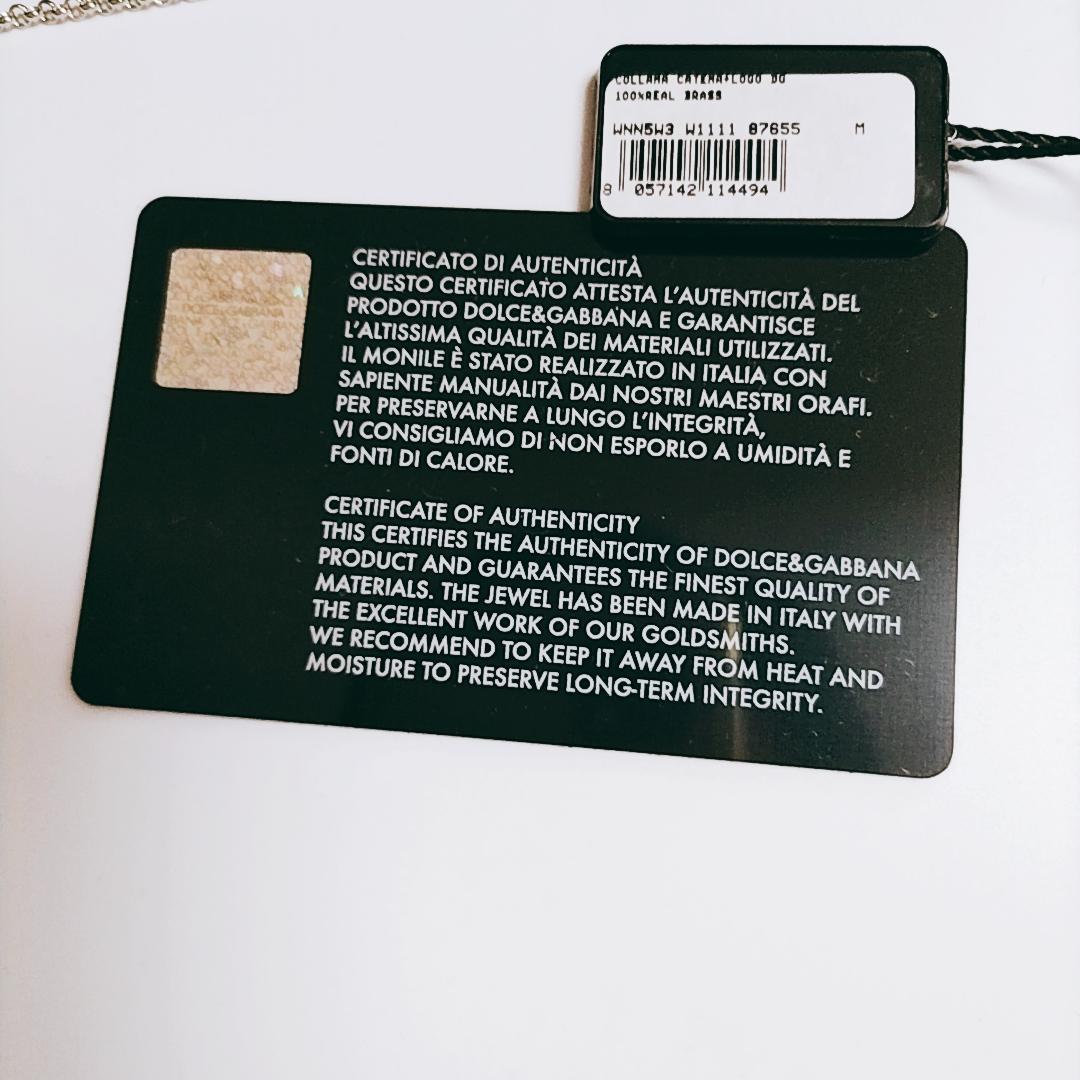 COLLANA CATENA+LOGO DG
100%REAL BRASS
WNN5W3 W1111 87655 M
8 057142 114494
CERTIFICATO DI AUTENTICITÀ
QUESTO CERTIFICATO ATTESTA L'AUTENTICITÀ DEL
PRODOTTO DOLCE&GABBANA E GARANTISCE
L'ALTISSIMA QUALITÀ DEI MATERIALI UTILIZZATI.
IL MONILE È STATO REALIZZATO IN ITALIA CON
SAPIENTE MANUALITÀ DAI NOSTRI MAESTRI ORAFI.
PER PRESERVARNE A LUNGO L'INTEGRITÀ,
VI CONSIGLIAMO DI NON ESPORLO A UMIDITÀ E
FONTI DI CALORE.
CERTIFICATE OF AUTHENTICITY
THIS CERTIFIES THE AUTHENTICITY OF DOLCE&GABBANA
PRODUCT AND GUARANTEES THE FINEST QUALITY OF
MATERIALS. THE JEWEL HAS BEEN MADE IN ITALY WITH
THE EXCELLENT WORK OF OUR GOLDSMITHS.
WE RECOMMEND TO KEEP IT AWAY FROM HEAT AND
MOISTURE TO PRESERVE LONG-TERM INTEGRITY.